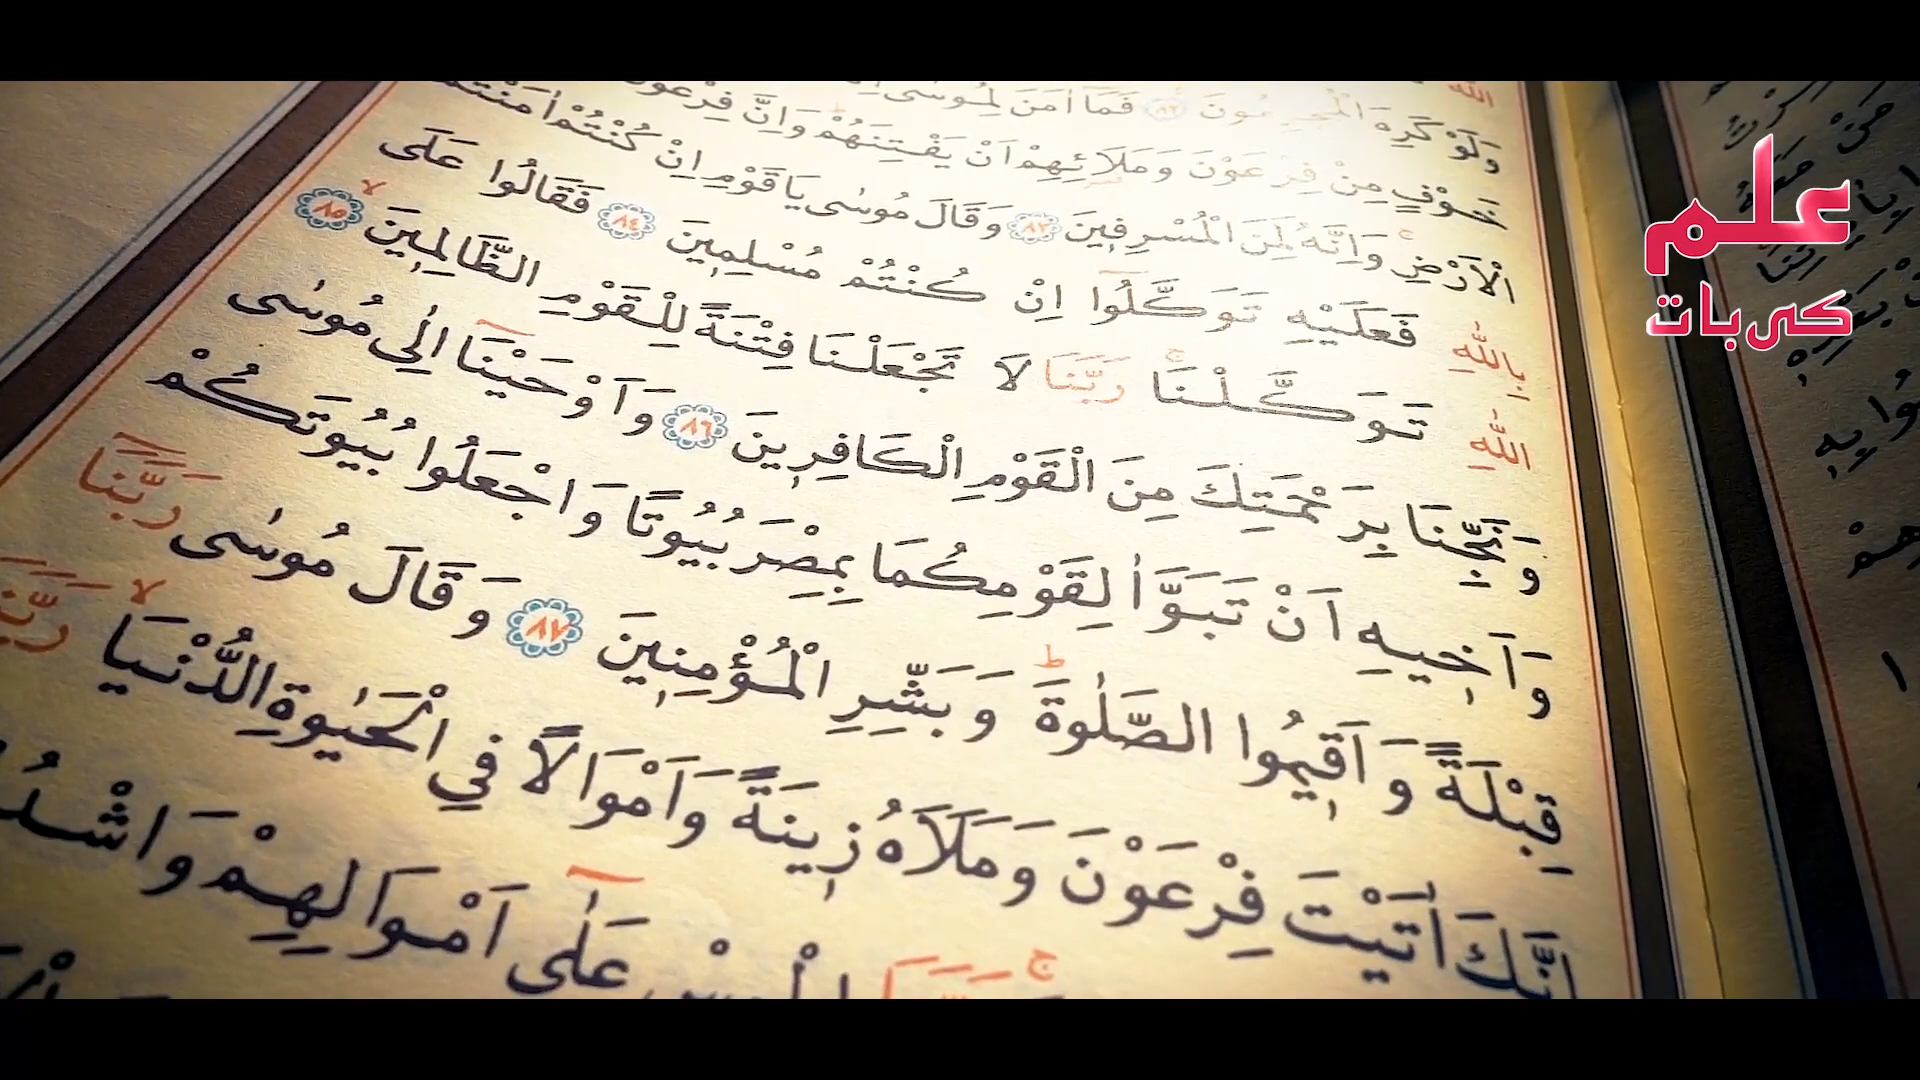 وَلَوْ كَرِهَ الْمُجْرِمُونَ ﴿٨٢﴾ فَمَٓا اٰمَنَ لِمُوسٰٓى
خَوْفٍ مِنْ فِرْعَوْنَ وَمَلَا۬ئِهِمْ اَنْ يَفْتِنَهُمْ وَاِنَّ فِرْعَوْنَ
الْاَرْضِ وَاِنَّهُ لَمِنَ الْمُسْرِفِينَ ﴿٨٣﴾ وَقَالَ مُوسٰى يَا قَوْمِ اِنْ كُنْتُمْ اٰمَنْتُمْ
بِاللّٰهِ فَعَلَيْهِ تَوَكَّلُٓوا اِنْ كُنْتُمْ مُسْلِمِينَ ﴿٨٤﴾ فَقَالُوا عَلَى
اللّٰهِ تَوَكَّلْنَا رَبَّنَا لَا تَجْعَلْنَا فِتْنَةً لِلْقَوْمِ الظَّالِمِينَ ﴿٨٥﴾
وَنَجِّنَا بِرَحْمَتِكَ مِنَ الْقَوْمِ الْكَافِرِينَ ﴿٨٦﴾ وَاَوْحَيْنَٓا اِلٰى مُوسٰى
وَاَخِيهِ اَنْ تَبَوَّاٰ لِقَوْمِكُمَا بِمِصْرَ بُيُوتًا وَاجْعَلُوا بُيُوتَكُمْ
قِبْلَةً وَاَقِيمُوا الصَّلٰوةَ وَبَشِّرِ الْمُؤْمِنِينَ ﴿٨٧﴾ وَقَالَ مُوسٰى رَبَّنَٓا
اِنَّكَ اٰتَيْتَ فِرْعَوْنَ وَمَلَاَهُ زِينَةً وَاَمْوَالًا فِي الْحَيٰوةِ الدُّنْيَا رَبَّنَا
عَلٰٓى اَمْوَالِهِمْ وَاشْدُدْ
علم
کی بات